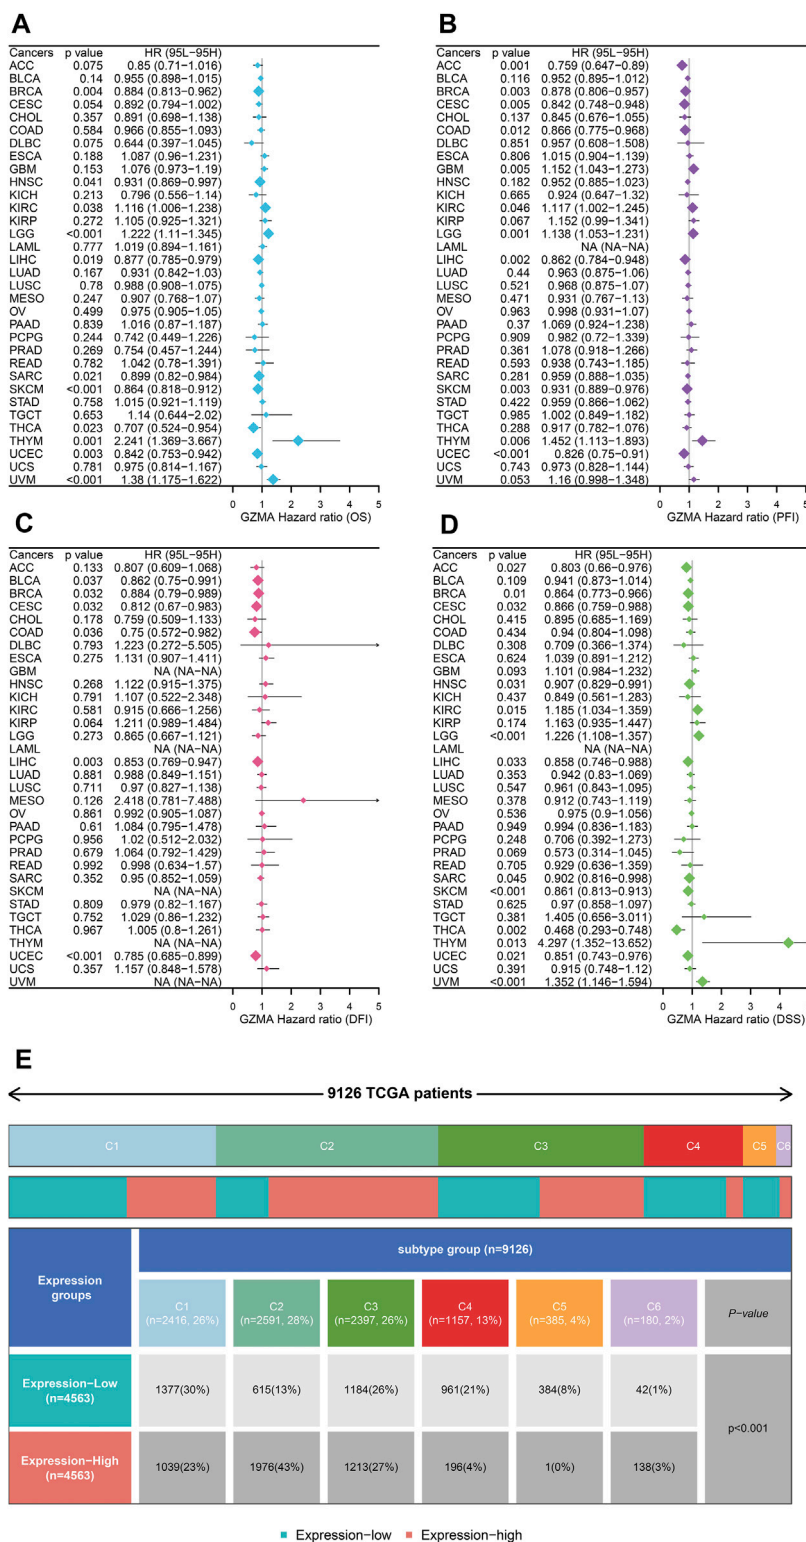 A
Cancers p value HR (95L−95H)
ACC 0.075 0.85 (0.71−1.016)
BLCA 0.14 0.955 (0.898−1.015)
BRCA 0.004 0.884 (0.813−0.962)
CESC 0.054 0.892 (0.794−1.002)
CHOL 0.357 0.891 (0.698−1.138)
COAD 0.584 0.966 (0.855−1.093)
DLBC 0.075 0.644 (0.397−1.045)
ESCA 0.188 1.087 (0.96−1.231)
GBM 0.153 1.076 (0.973−1.19)
HNSC 0.041 0.931 (0.869−0.997)
KICH 0.213 0.796 (0.556−1.14)
KIRC 0.038 1.116 (1.006−1.238)
KIRP 0.272 1.105 (0.925−1.321)
LGG <0.001 1.222 (1.11−1.345)
LAML 0.777 1.019 (0.894−1.161)
LIHC 0.019 0.877 (0.785−0.979)
LUAD 0.167 0.931 (0.842−1.03)
LUSC 0.78 0.988 (0.908−1.075)
MESO 0.247 0.907 (0.768−1.07)
OV 0.499 0.975 (0.905−1.05)
PAAD 0.839 1.016 (0.87−1.187)
PCPG 0.244 0.742 (0.449−1.226)
PRAD 0.269 0.754 (0.457−1.244)
READ 0.782 1.042 (0.78−1.391)
SARC 0.021 0.899 (0.82−0.984)
SKCM <0.001 0.864 (0.818−0.912)
STAD 0.758 1.015 (0.921−1.119)
TGCT 0.653 1.14 (0.644−2.02)
THCA 0.023 0.707 (0.524−0.954)
THYM 0.001 2.241 (1.369−3.667)
UCEC 0.003 0.842 (0.753−0.942)
UCS 0.781 0.975 (0.814−1.167)
UVM <0.001 1.38 (1.175−1.622)
0 1 2 3 4 5
GZMA Hazard ratio (OS)
B
Cancers p value HR (95L−95H)
ACC 0.001 0.759 (0.647−0.89)
BLCA 0.116 0.952 (0.895−1.012)
BRCA 0.003 0.878 (0.806−0.957)
CESC 0.005 0.842 (0.748−0.948)
CHOL 0.137 0.845 (0.676−1.055)
COAD 0.012 0.866 (0.775−0.968)
DLBC 0.851 0.957 (0.608−1.508)
ESCA 0.806 1.015 (0.904−1.139)
GBM 0.005 1.152 (1.043−1.273)
HNSC 0.182 0.952 (0.885−1.023)
KICH 0.665 0.924 (0.647−1.32)
KIRC 0.046 1.117 (1.002−1.245)
KIRP 0.067 1.152 (0.99−1.341)
LGG 0.001 1.138 (1.053−1.231)
LAML NA (NA−NA)
LIHC 0.002 0.862 (0.784−0.948)
LUAD 0.44 0.963 (0.875−1.06)
LUSC 0.521 0.968 (0.875−1.07)
MESO 0.471 0.931 (0.767−1.13)
OV 0.963 0.998 (0.931−1.07)
PAAD 0.37 1.069 (0.924−1.238)
PCPG 0.909 0.982 (0.72−1.339)
PRAD 0.361 1.078 (0.918−1.266)
READ 0.593 0.938 (0.743−1.185)
SARC 0.281 0.959 (0.888−1.035)
SKCM 0.003 0.931 (0.889−0.976)
STAD 0.422 0.959 (0.866−1.062)
TGCT 0.985 1.002 (0.849−1.182)
THCA 0.288 0.917 (0.782−1.076)
THYM 0.006 1.452 (1.113−1.893)
UCEC <0.001 0.826 (0.75−0.91)
UCS 0.743 0.973 (0.828−1.144)
UVM 0.053 1.16 (0.998−1.348)
0 1 2 3 4 5
GZMA Hazard ratio (PFI)
C
Cancers p value HR (95L−95H)
ACC 0.133 0.807 (0.609−1.068)
BLCA 0.037 0.862 (0.75−0.991)
BRCA 0.032 0.884 (0.79−0.989)
CESC 0.032 0.812 (0.67−0.983)
CHOL 0.178 0.759 (0.509−1.133)
COAD 0.036 0.75 (0.572−0.982)
DLBC 0.793 1.223 (0.272−5.505)
ESCA 0.275 1.131 (0.907−1.411)
GBM NA (NA−NA)
HNSC 0.268 1.122 (0.915−1.375)
KICH 0.791 1.107 (0.522−2.348)
KIRC 0.581 0.915 (0.666−1.256)
KIRP 0.064 1.211 (0.989−1.484)
LGG 0.273 0.865 (0.667−1.121)
LAML NA (NA−NA)
LIHC 0.003 0.853 (0.769−0.947)
LUAD 0.881 0.988 (0.849−1.151)
LUSC 0.711 0.97 (0.827−1.138)
MESO 0.126 2.418 (0.781−7.488)
OV 0.861 0.992 (0.905−1.087)
PAAD 0.61 1.084 (0.795−1.478)
PCPG 0.956 1.02 (0.512−2.032)
PRAD 0.679 1.064 (0.792−1.429)
READ 0.992 0.998 (0.634−1.57)
SARC 0.352 0.95 (0.852−1.059)
SKCM NA (NA−NA)
STAD 0.809 0.979 (0.82−1.167)
TGCT 0.752 1.029 (0.86−1.232)
THCA 0.967 1.005 (0.8−1.261)
THYM NA (NA−NA)
UCEC <0.001 0.785 (0.685−0.899)
UCS 0.357 1.157 (0.848−1.578)
UVM NA (NA−NA)
0 1 2 3 4 5
GZMA Hazard ratio (DFI)
D
Cancers p value HR (95L−95H)
ACC 0.027 0.803 (0.66−0.976)
BLCA 0.109 0.941 (0.873−1.014)
BRCA 0.01 0.864 (0.773−0.966)
CESC 0.032 0.866 (0.759−0.988)
CHOL 0.415 0.895 (0.685−1.169)
COAD 0.434 0.94 (0.804−1.098)
DLBC 0.308 0.709 (0.366−1.374)
ESCA 0.624 1.039 (0.891−1.212)
GBM 0.093 1.101 (0.984−1.232)
HNSC 0.031 0.907 (0.829−0.991)
KICH 0.437 0.849 (0.561−1.283)
KIRC 0.015 1.185 (1.034−1.359)
KIRP 0.174 1.163 (0.935−1.447)
LGG <0.001 1.226 (1.108−1.357)
LAML NA (NA−NA)
LIHC 0.033 0.858 (0.746−0.988)
LUAD 0.353 0.942 (0.83−1.069)
LUSC 0.547 0.961 (0.843−1.095)
MESO 0.378 0.912 (0.743−1.119)
OV 0.536 0.975 (0.9−1.056)
PAAD 0.949 0.994 (0.836−1.183)
PCPG 0.248 0.706 (0.392−1.273)
PRAD 0.069 0.573 (0.314−1.045)
READ 0.705 0.929 (0.636−1.359)
SARC 0.045 0.902 (0.816−0.998)
SKCM <0.001 0.861 (0.813−0.913)
STAD 0.625 0.97 (0.858−1.097)
TGCT 0.381 1.405 (0.656−3.011)
THCA 0.002 0.468 (0.293−0.748)
THYM 0.013 4.297 (1.352−13.652)
UCEC 0.021 0.851 (0.743−0.976)
UCS 0.391 0.915 (0.748−1.12)
UVM <0.001 1.352 (1.146−1.594)
0 1 2 3 4 5
GZMA Hazard ratio (DSS)
E
9126 TCGA patients
C1 C2 C3 C4 C5 C6
Expression
groups
subtype group (n=9126)
C1 C2 C3 C4 C5 C6
(n=2416, 26%) (n=2591, 28%) (n=2397, 26%) (n=1157, 13%) (n=385, 4%) (n=180, 2%)
P−value
Expression−Low
(n=4563)
1377(30%) 615(13%) 1184(26%) 961(21%) 384(8%) 42(1%)
p<0.001
Expression−High
(n=4563)
1039(23%) 1976(43%) 1213(27%) 196(4%) 1(0%) 138(3%)
Expression−low Expression−high